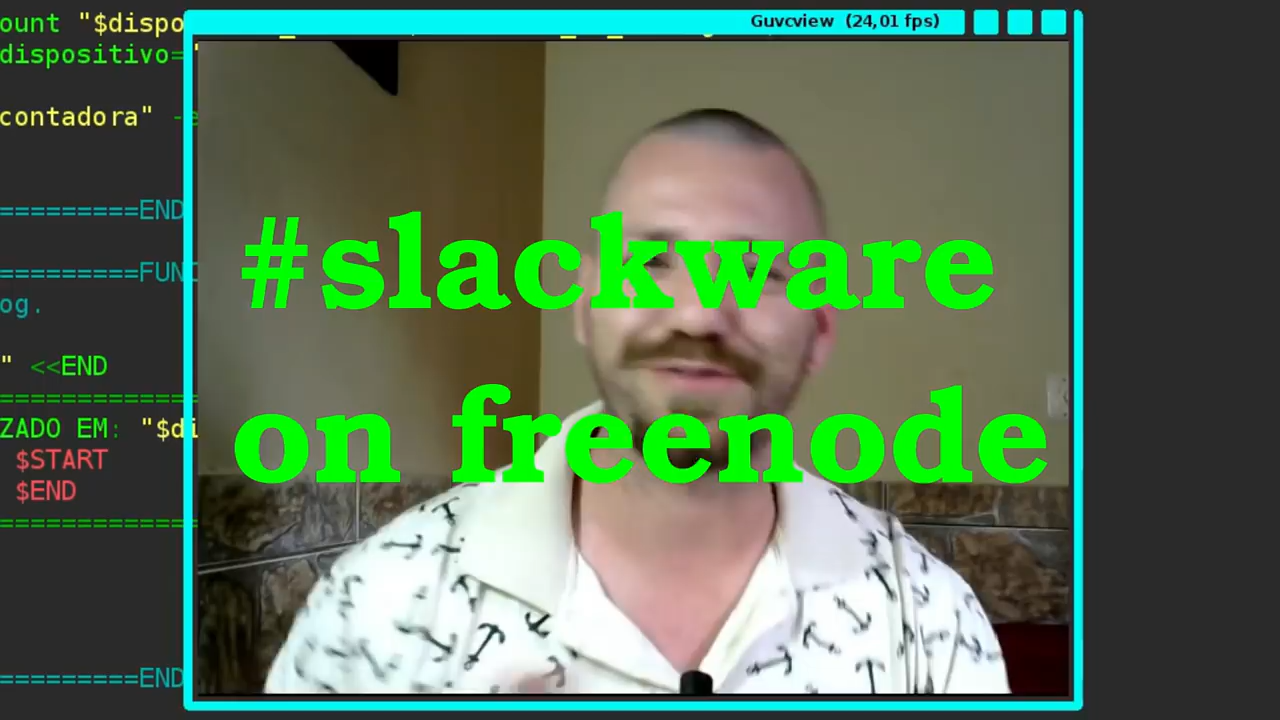 ount "$dispo
Guvcview (24,01 fps)
dispositivo="
contadora" -e
=========END
#slackware
=========FUNC
og.
" <<END
on freenode
ZADO EM: "$di
$START
$END
=========END